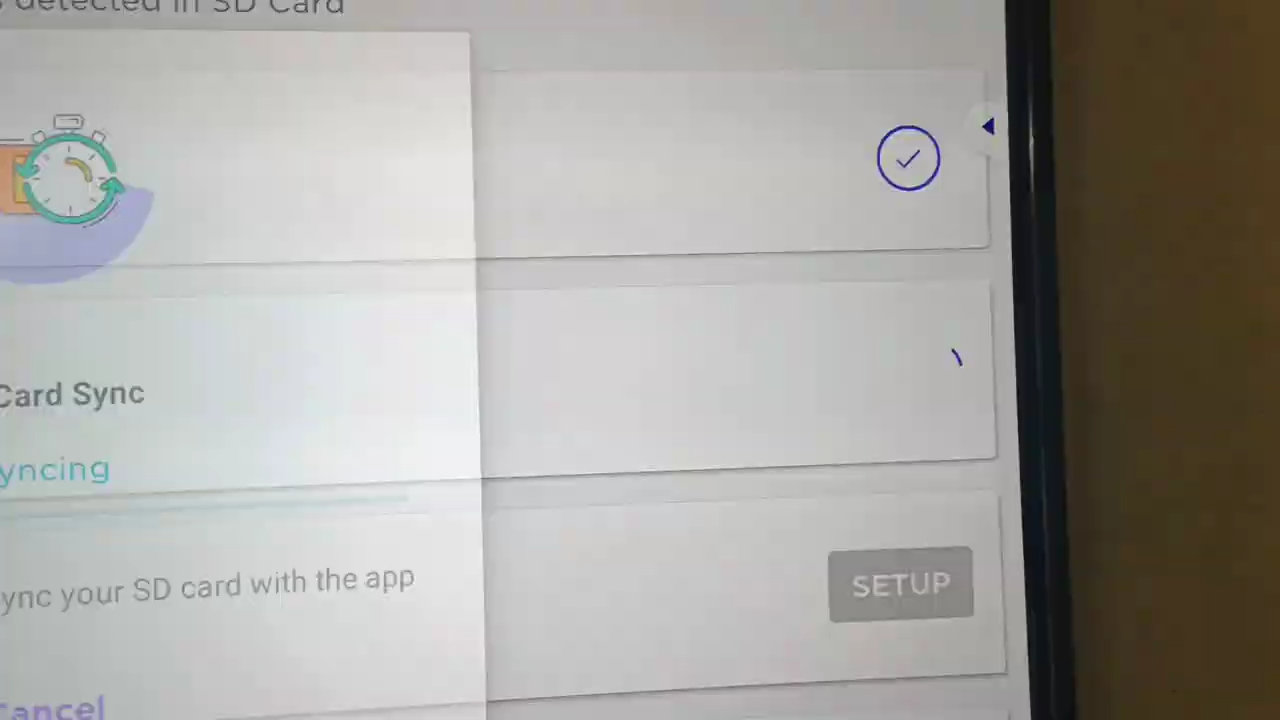 detected in SD Card
Card Sync
yncing
ync your SD card with the app
SETUP
Cancel